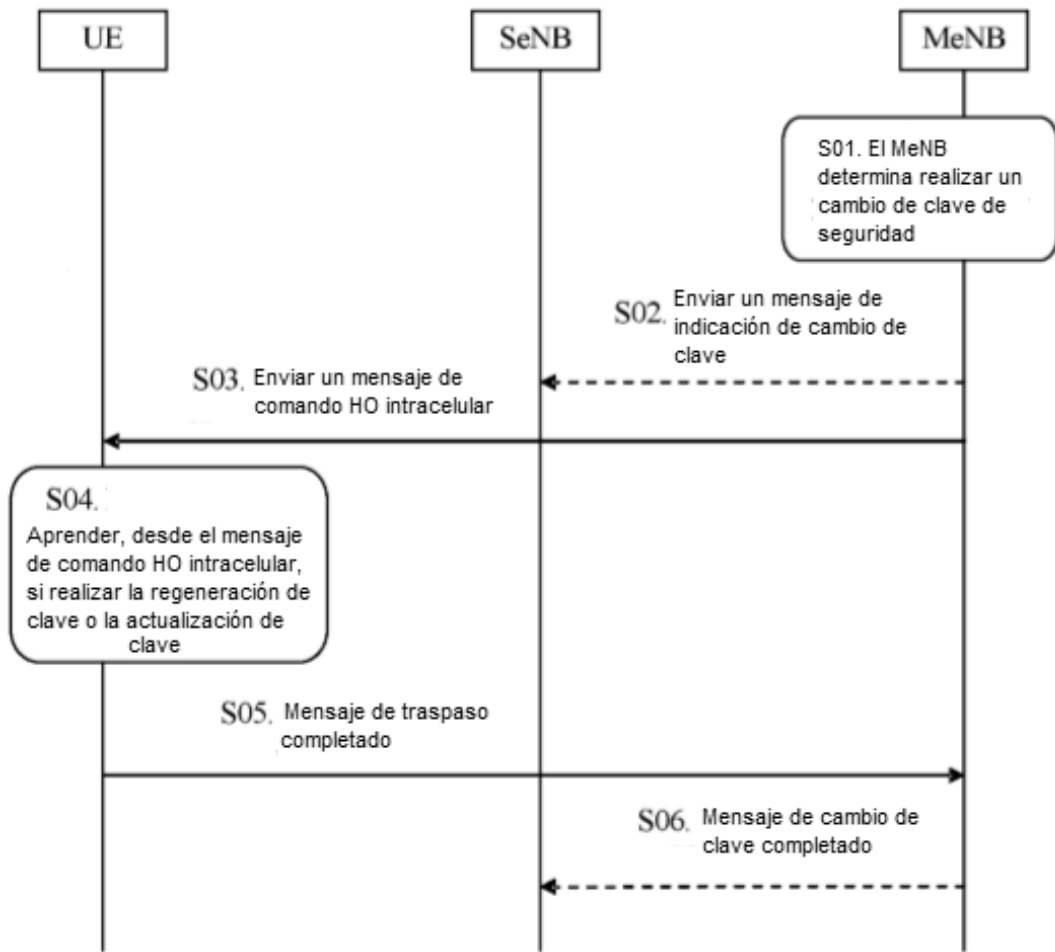 UE
SeNB
MeNB
S01. El MeNB
determina realizar un
cambio de clave de
seguridad
S02. Enviar un mensaje de
indicación de cambio de
clave
S03. Enviar un mensaje de
comando HO intracelular
S04.
Aprender, desde el mensaje
de comando HO intracelular,
si realizar la regeneración de
clave o la actualización de
clave
S05. Mensaje de traspaso
completado
S06. Mensaje de cambio de
clave completado